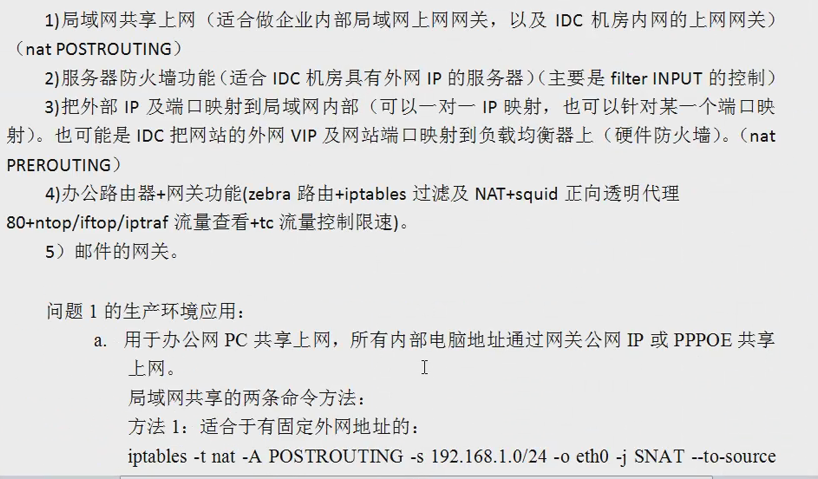 1)局域网共享上网（适合做企业内部局域网上网网关，以及 IDC 机房内网的上网网关）
（nat POSTROUTING）
2)服务器防火墙功能（适合 IDC 机房具有外网 IP 的服务器）（主要是 filter INPUT 的控制）
3)把外部 IP 及端口映射到局域网内部（可以一对一 IP 映射，也可以针对某一个端口映
射）。也可能是 IDC 把网站的外网 VIP 及网站端口映射到负载均衡器上（硬件防火墙）。（nat
PREROUTING）
4)办公路由器+网关功能(zebra 路由+iptables 过滤及 NAT+squid 正向透明代理
80+ntop/iftop/iptraf 流量查看+tc 流量控制限速)。
5）邮件的网关。
问题 1 的生产环境应用：
a. 用于办公网 PC 共享上网，所有内部电脑地址通过网关公网 IP 或 PPPOE 共享
上网。
局域网共享的两条命令方法：
方法 1：适合于有固定外网地址的：
iptables -t nat -A POSTROUTING -s 192.168.1.0/24 -o eth0 -j SNAT --to-source